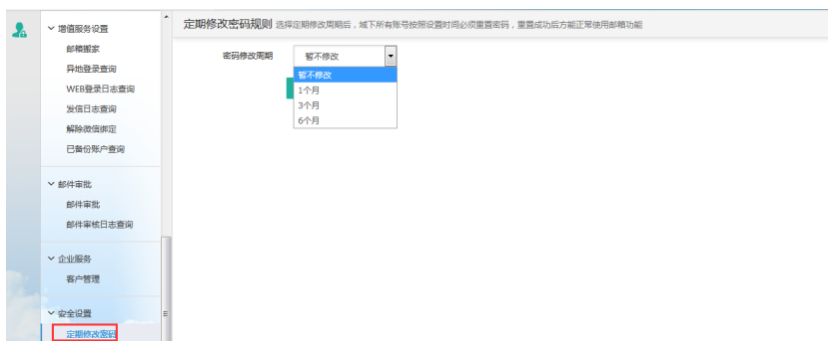 增值服务设置
邮箱搬家
异地登录查询
WEB登录日志查询
发信日志查询
解除微信绑定
已备份账户查询
邮件审批
邮件审批
邮件审核日志查询
企业服务
客户管理
安全设置
定期修改密码
定期修改密码规则 选择定期修改周期后，域下所有账号按照设置时间必须重置密码，重置成功后方能正常使用邮箱功能
密码修改周期 暂不修改
暂不修改
1个月
3个月
6个月